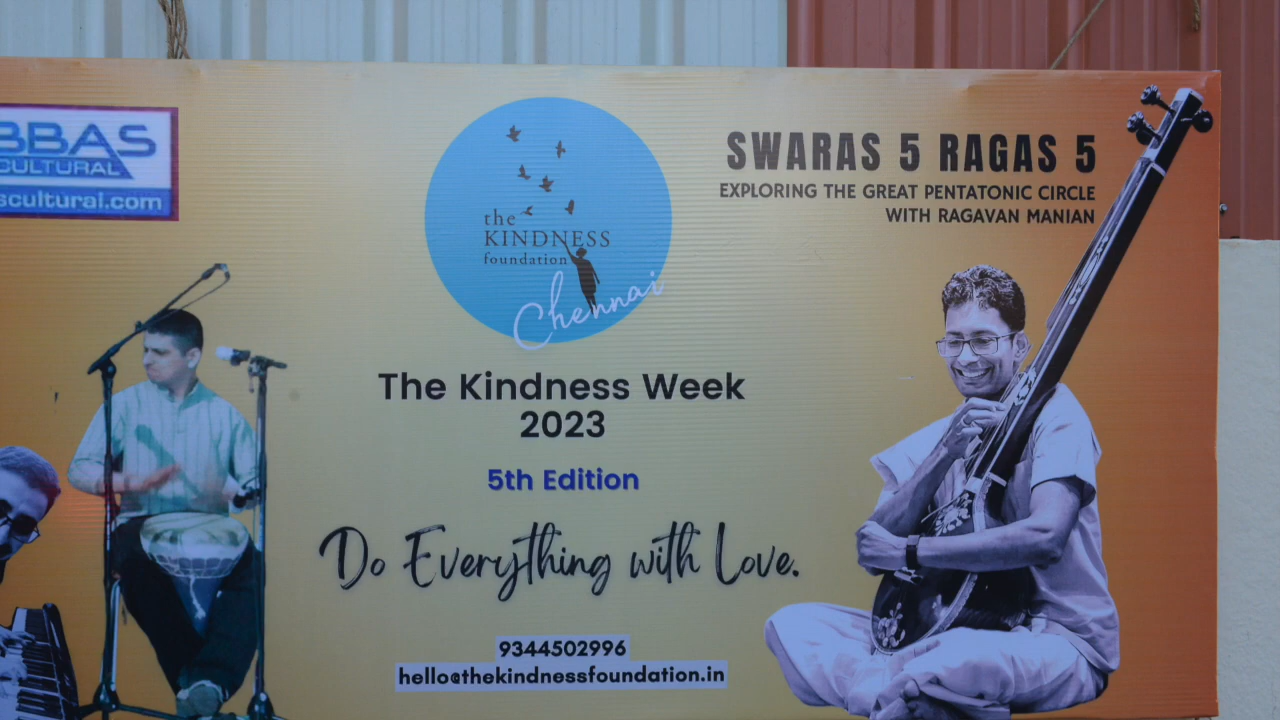 BBAS
CULTURAL
scultural.com
the
KINDNESS
foundation
Chennai
SWARAS 5 RAGAS 5
EXPLORING THE GREAT PENTATONIC CIRCLE
WITH RAGAVAN MANIAN
The Kindness Week
2023
5th Edition
Do Everything with Love.
9344502996
hello@thekindnessfoundation.in